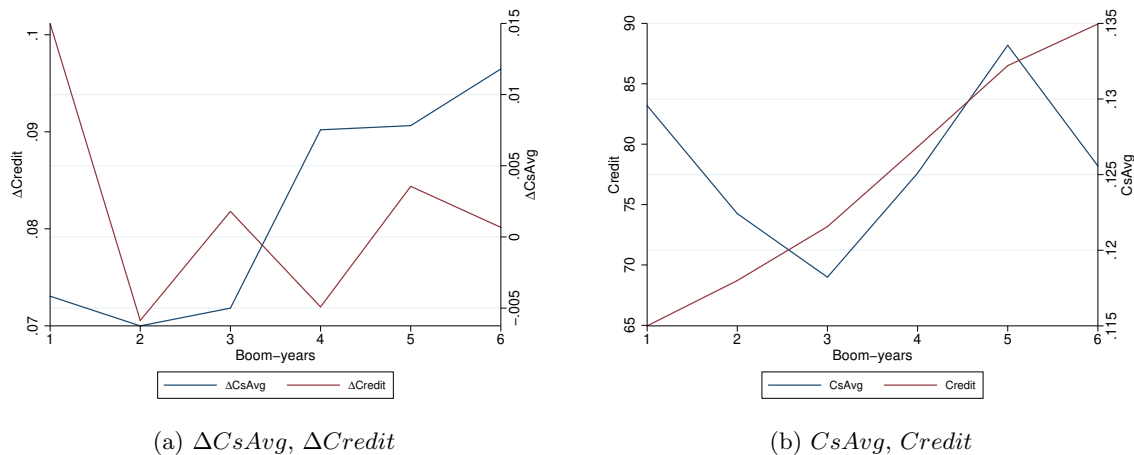 .1
.09
.08
.07
ΔCredit
.015
.01
.005
0
-.005
ΔCsAvg
1 2 3 4 5 6
Boom−years
ΔCsAvg ΔCredit
(a) ΔCsAvg, ΔCredit
90
85
80
75
70
65
Credit
.135
.13
.125
.12
.115
CsAvg
1 2 3 4 5 6
Boom−years
CsAvg Credit
(b) CsAvg, Credit